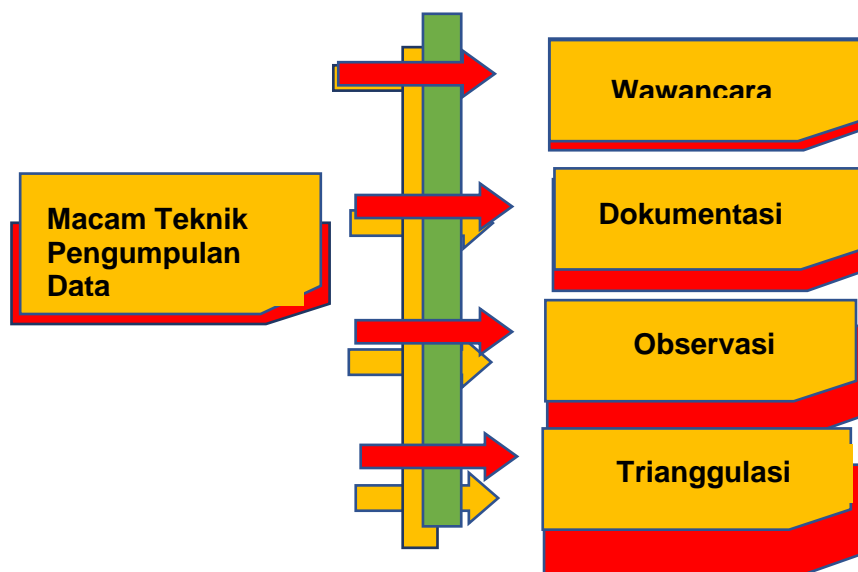 Wawancara
Macam Teknik
Pengumpulan
Data
Dokumentasi
Observasi
Trianggulasi